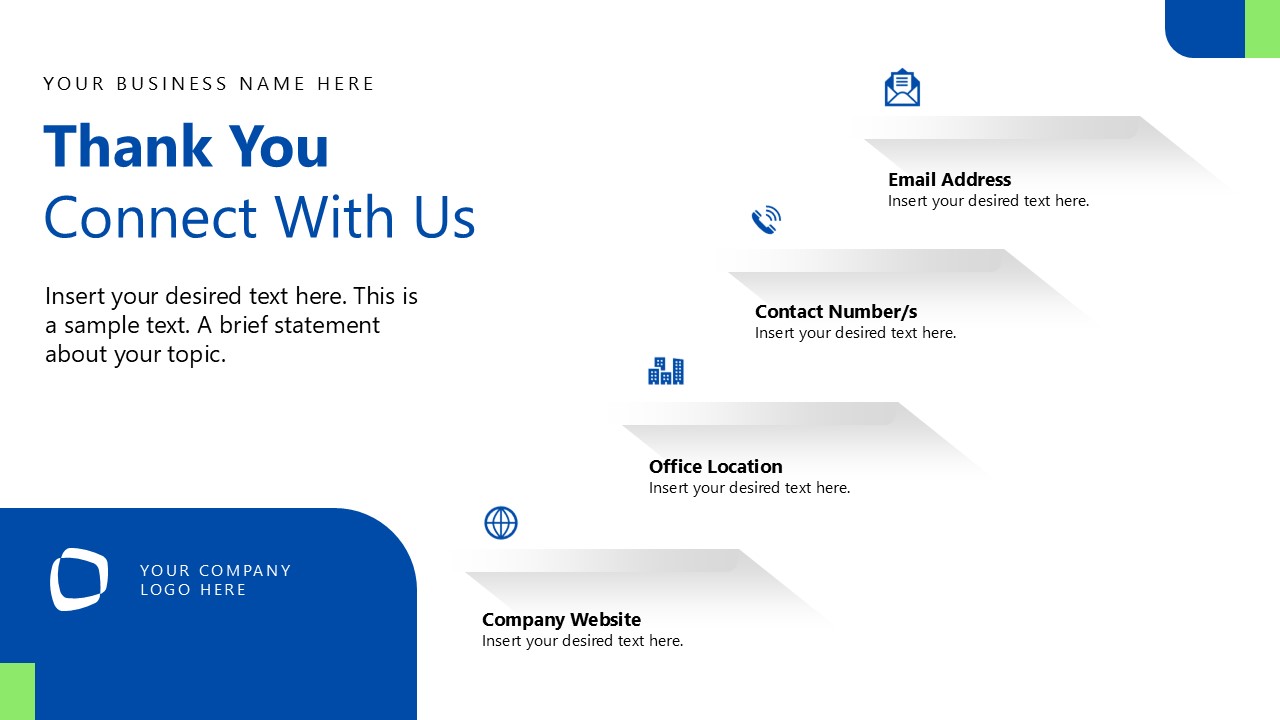 YOUR BUSINESS NAME HERE
Thank You
Connect With Us
Insert your desired text here. This is
a sample text. A brief statement
about your topic.
Email Address
Insert your desired text here.
Contact Number/s
Insert your desired text here.
Office Location
Insert your desired text here.
Company Website
Insert your desired text here.
YOUR COMPANY
LOGO HERE